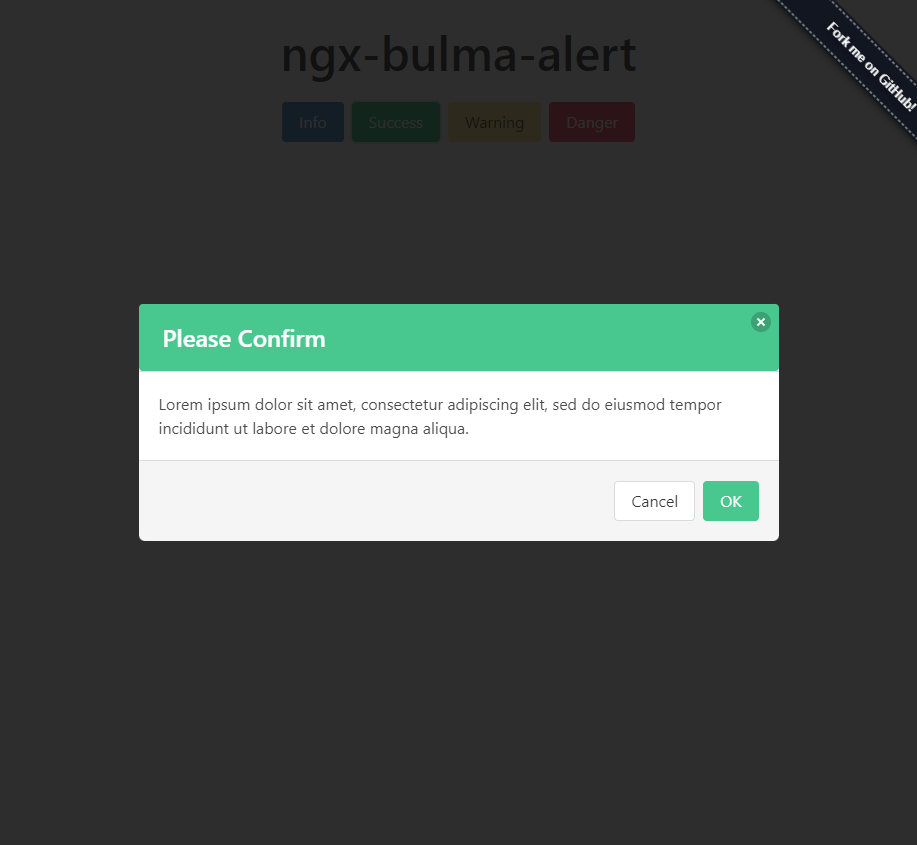 ngx-bulma-alert
Fork me on GitHub!
Info
Success
Warning
Danger
Please Confirm
Lorem ipsum dolor sit amet, consectetur adipiscing elit, sed do eiusmod tempor
incididunt ut labore et dolore magna aliqua.
Cancel
OK